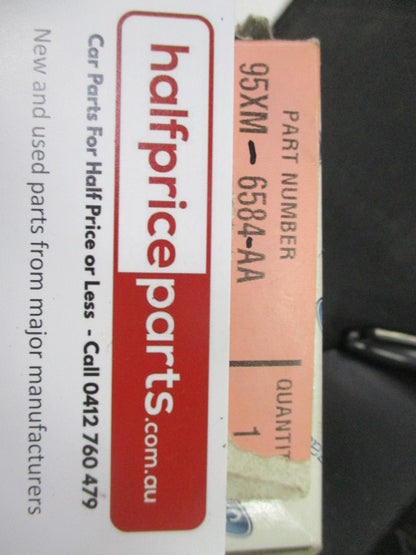 PART NUMBER
95XM - 6584-AA
QUANTIT
1
halfpriceparts.com.au
Car Parts For Half Price or Less - Call 0412 760 479
New and used parts from major manufacturers